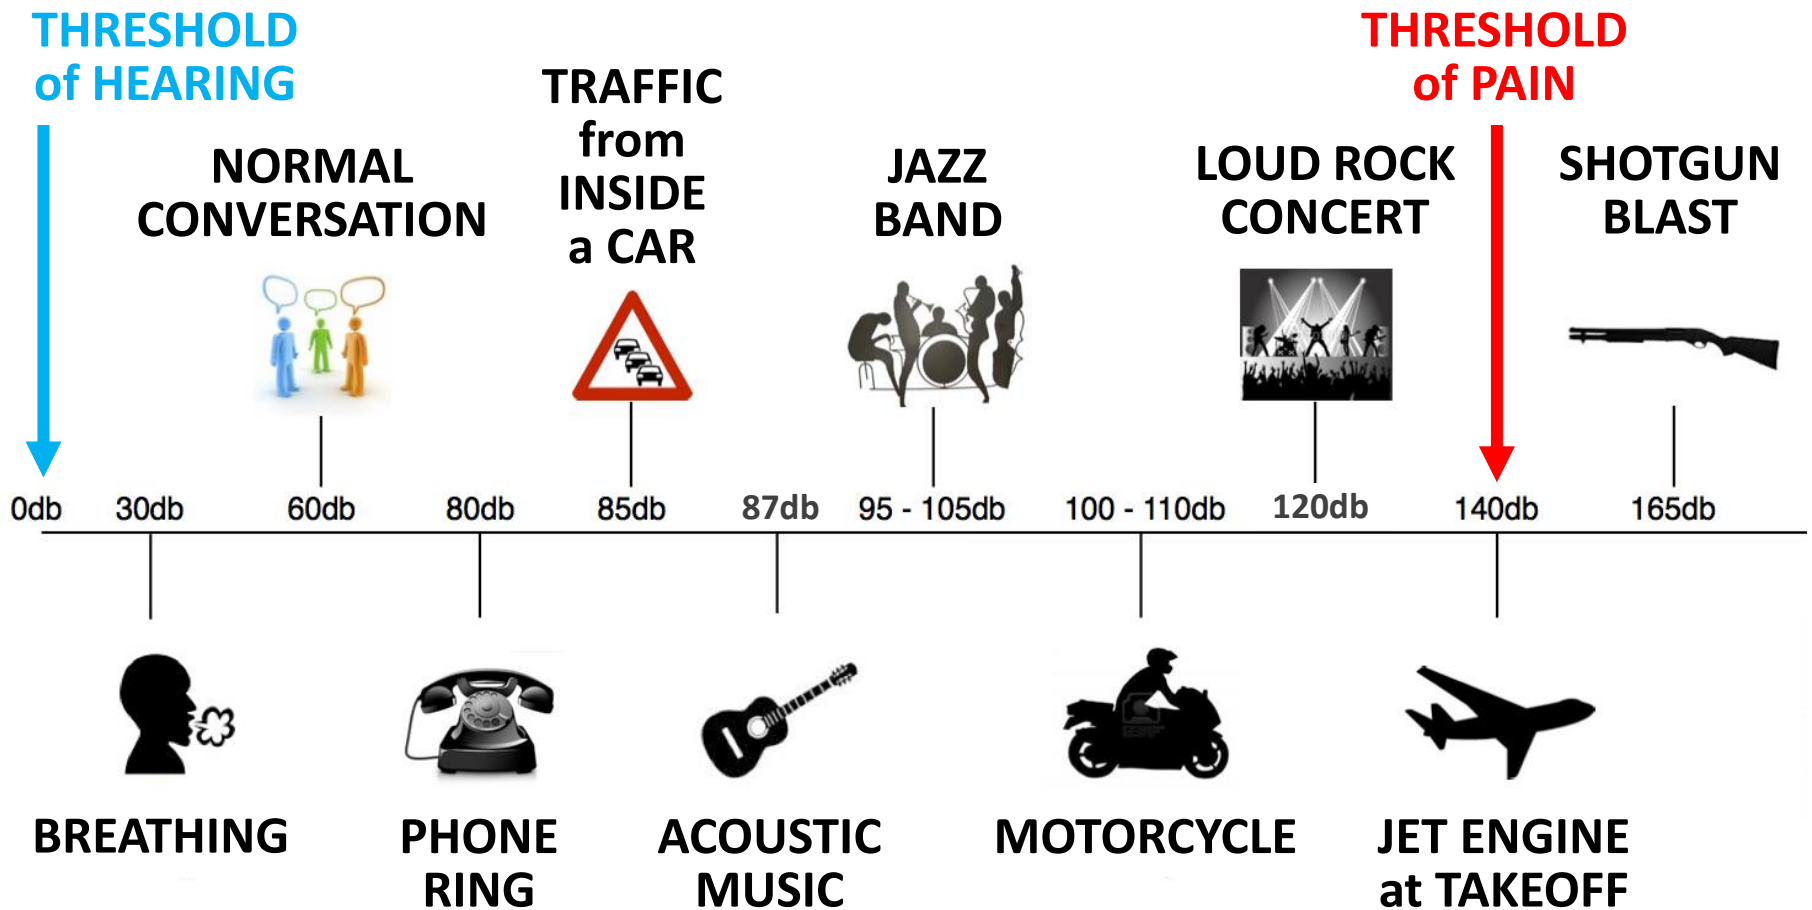 THRESHOLD
of HEARING
NORMAL
CONVERSATION
TRAFFIC
from
INSIDE
a CAR
JAZZ
BAND
LOUD ROCK
CONCERT
THRESHOLD
of PAIN
SHOTGUN
BLAST
0db 30db 60db 80db 85db 87db 95 - 105db 100 - 110db 120db 140db 165db
BREATHING
PHONE
RING
ACOUSTIC
MUSIC
MOTORCYCLE
JET ENGINE
at TAKEOFF